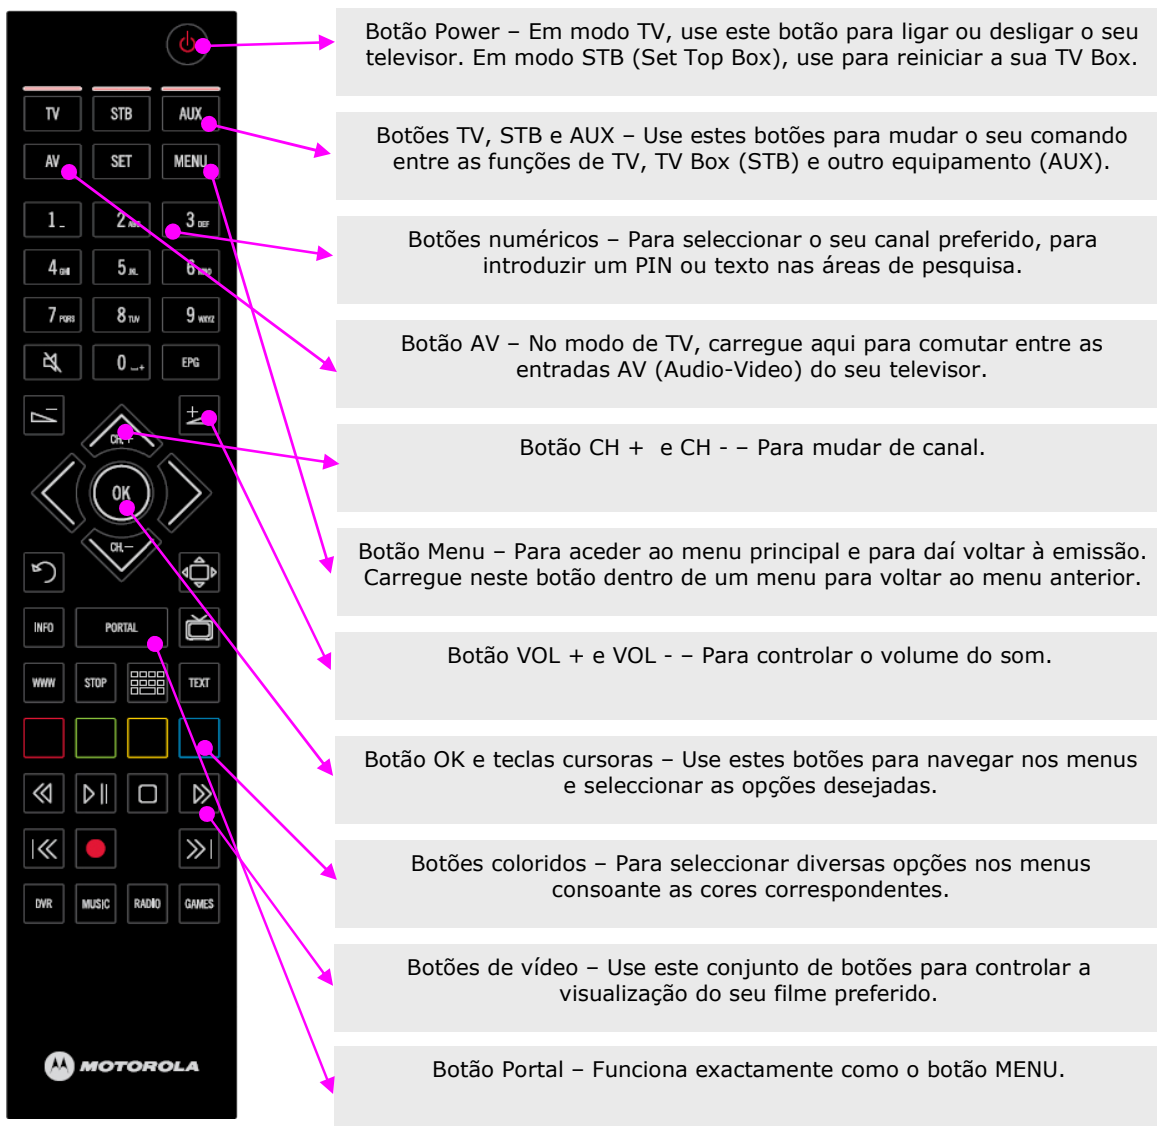 Botão Power – Em modo TV, use este botão para ligar ou desligar o seu
televisor. Em modo STB (Set Top Box), use para reiniciar a sua TV Box.
Botões TV, STB e AUX – Use estes botões para mudar o seu comando
entre as funções de TV, TV Box (STB) e outro equipamento (AUX).
Botões numéricos – Para seleccionar o seu canal preferido, para
introduzir um PIN ou texto nas áreas de pesquisa.
Botão AV – No modo de TV, carregue aqui para comutar entre as
entradas AV (Audio-Video) do seu televisor.
Botão CH + e CH - – Para mudar de canal.
Botão Menu – Para aceder ao menu principal e para daí voltar à emissão.
Carregue neste botão dentro de um menu para voltar ao menu anterior.
Botão VOL + e VOL - – Para controlar o volume do som.
Botão OK e teclas cursoras – Use estes botões para navegar nos menus
e seleccionar as opções desejadas.
Botões coloridos – Para seleccionar diversas opções nos menus
consoante as cores correspondentes.
Botões de vídeo – Use este conjunto de botões para controlar a
visualização do seu filme preferido.
Botão Portal – Funciona exactamente como o botão MENU.
TV STB AUX
AV SET MENU
1 _ 2 ABC 3 DEF
4 GHI 5 JKL 6 MNO
7 PQRS 8 TUV 9 WXYZ
0 _.+ EPG
− +
CH. +
OK
CH. −
INFO PORTAL
WWW STOP TEXT
DVR MUSIC RADIO GAMES
MOTOROLA